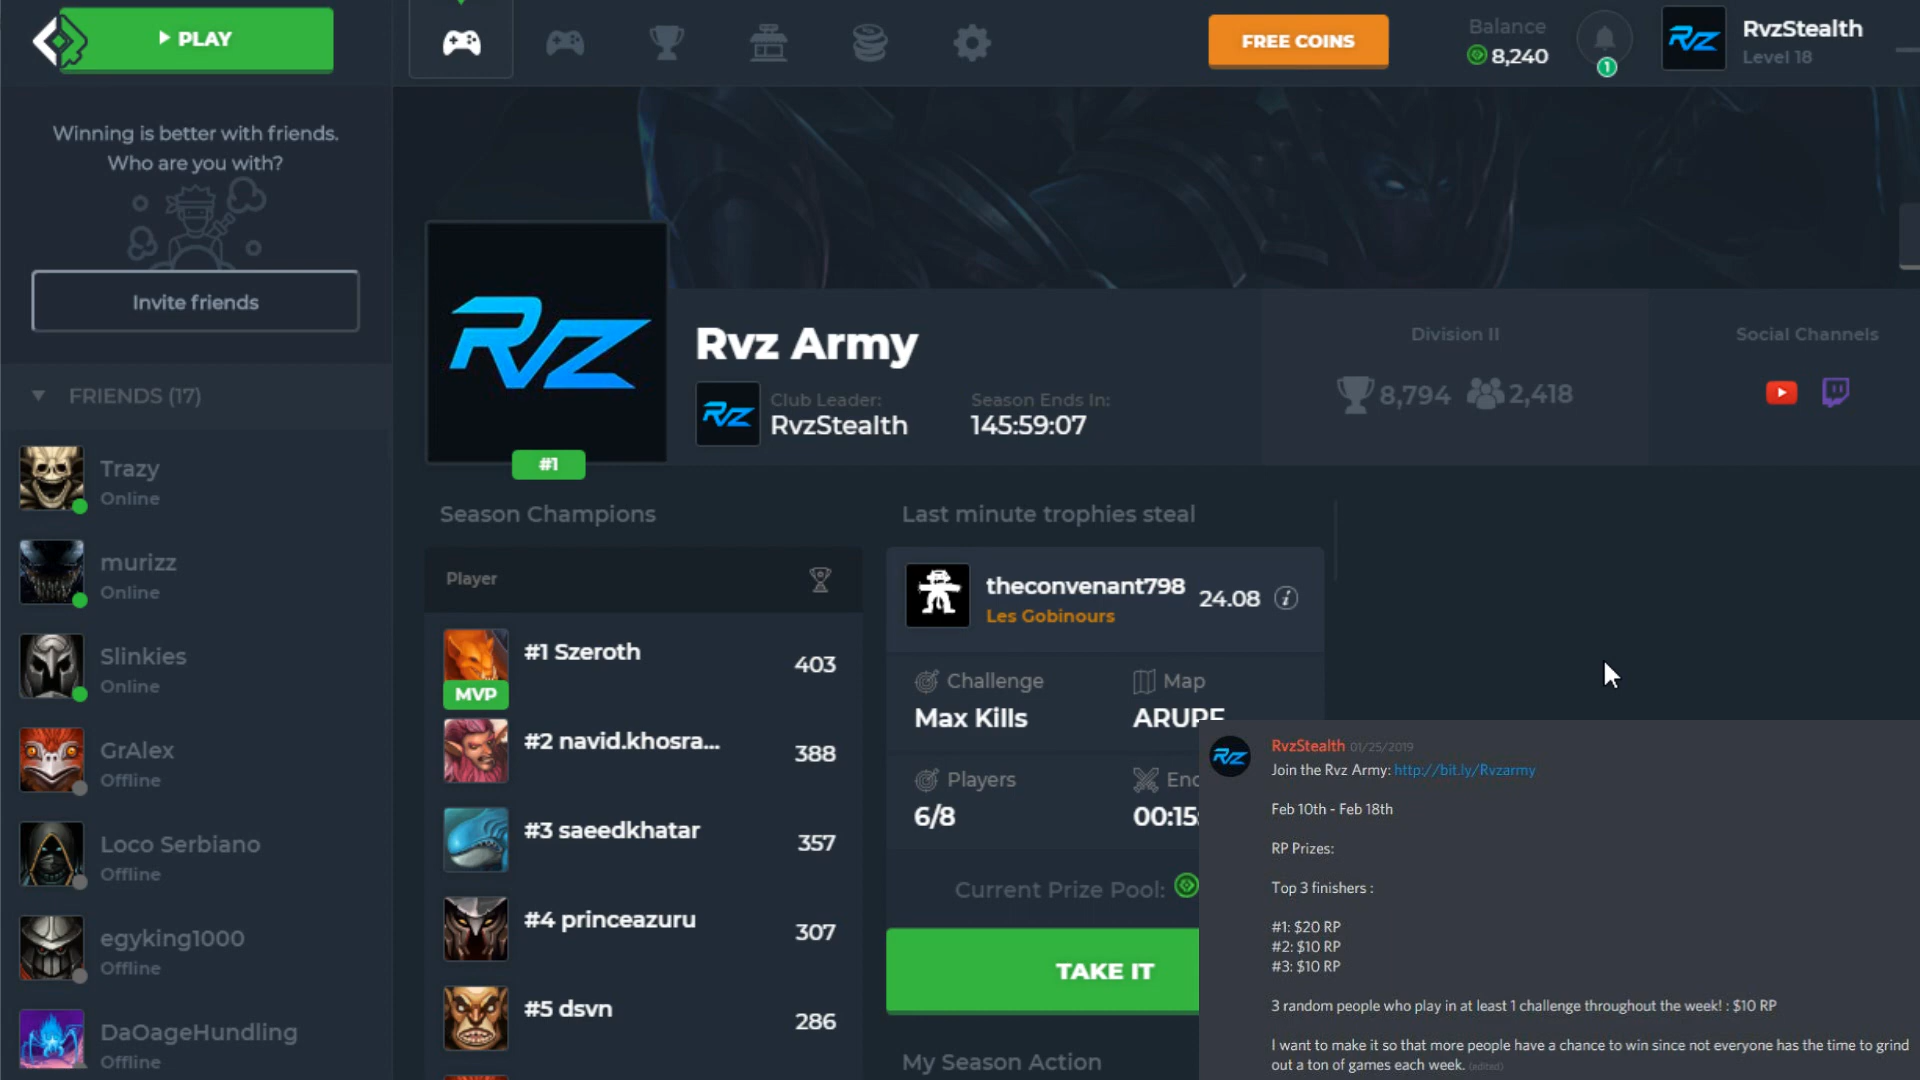 PLAY
FREE COINS
Balance
8,240
1
RVZ
RvzStealth
Level 18
Winning is better with friends.
Who are you with?
Invite friends
FRIENDS (17)
Trazy
Online
murizz
Online
Slinkies
Online
GrAlex
Offline
Loco Serbiano
Offline
egyking1000
Offline
DaOageHundling
Offline
RVZ
#1
Rvz Army
RVZ
Club Leader:
RvzStealth
Season Ends In:
145:59:07
Division II
8,794
2,418
Social Channels
Season Champions
Player
#1 Szeroth
403
MVP
#2 navid.khosra...
388
#3 saeedkhatar
357
#4 princeazuru
307
#5 dsvn
286
Last minute trophies steal
theconvenant798
Les Gobinours
24.08
Challenge
Map
Max Kills
Players
6/8
00:15:
Current Prize Pool:
TAKE IT
My Season Action
RVZ
RvzStealth 01/25/2019
Join the Rvz Army: http://bit.ly/Rvzarmy
Feb 10th - Feb 18th
RP Prizes:
Top 3 finishers :
#1: $20 RP
#2: $10 RP
#3: $10 RP
3 random people who play in at least 1 challenge throughout the week! : $10 RP
I want to make it so that more people have a chance to win since not everyone has the time to grind
out a ton of games each week. (edited)